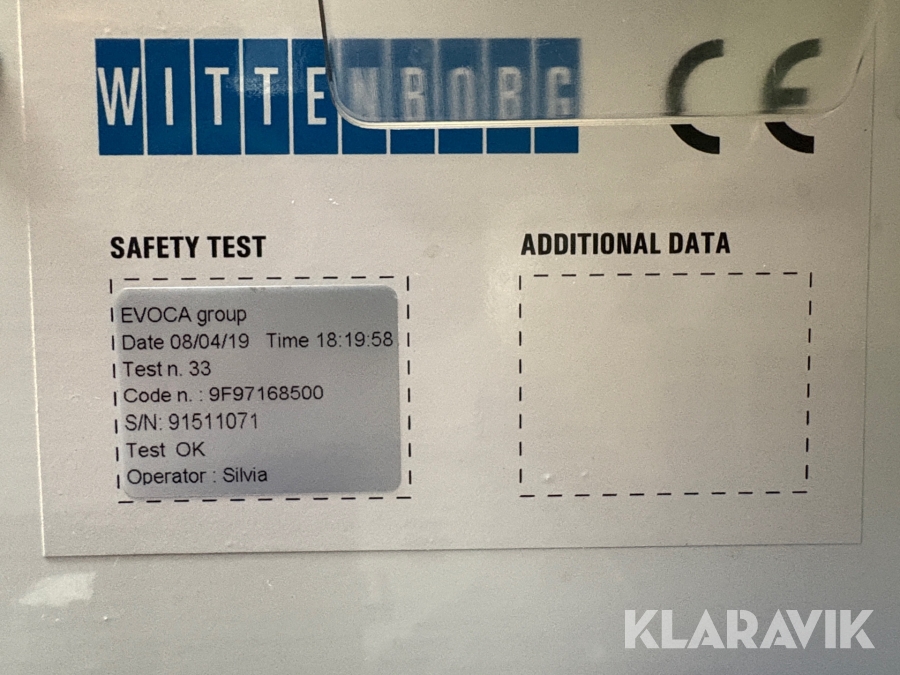 WITTENBORG
CE
SAFETY TEST
EVOCA group
Date 08/04/19 Time 18:19:58
Test n. 33
Code n. : 9F97168500
S/N: 91511071
Test OK
Operator : Silvia
ADDITIONAL DATA
KLARAVIK